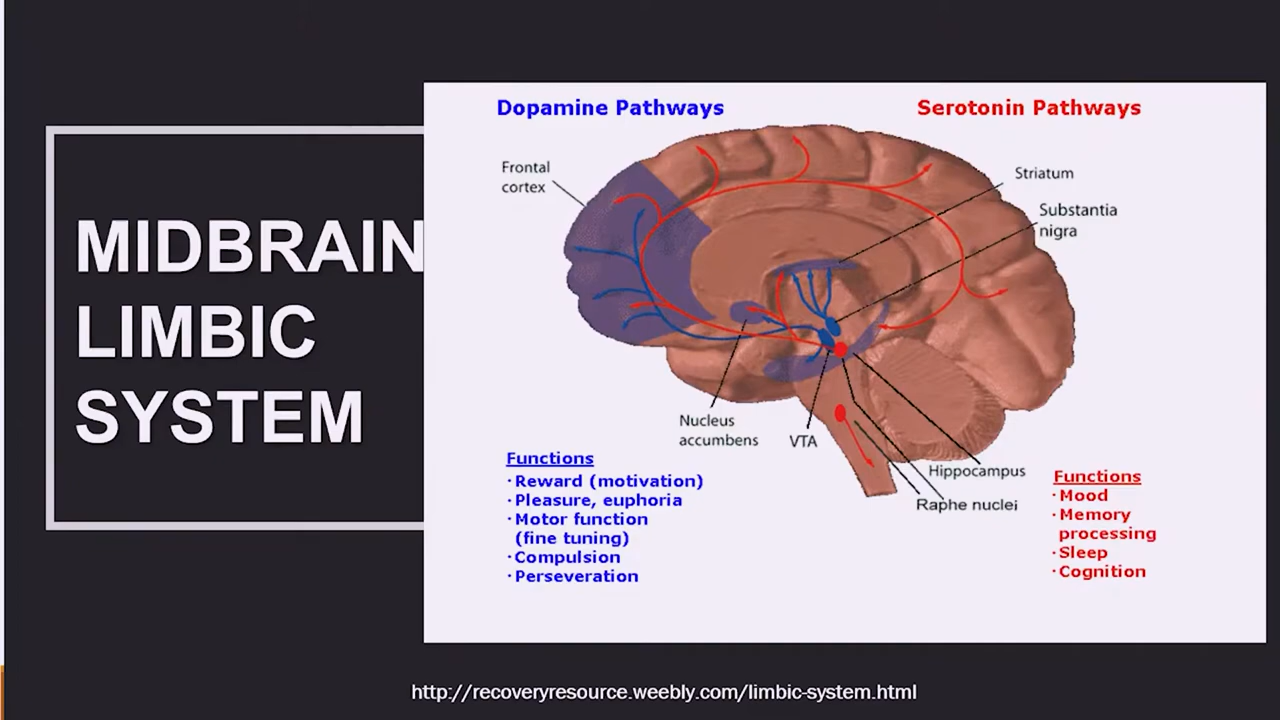 MIDBRAIN
LIMBIC
SYSTEM
Dopamine Pathways
Serotonin Pathways
Frontal
cortex
Striatum
Substantia
nigra
Nucleus
accumbens
VTA
Hippocampus
Raphe nuclei
Functions
·Reward (motivation)
·Pleasure, euphoria
·Motor function
(fine tuning)
·Compulsion
·Perseveration
Functions
·Mood
·Memory
processing
·Sleep
·Cognition
http://recoveryresource.weebly.com/limbic-system.html